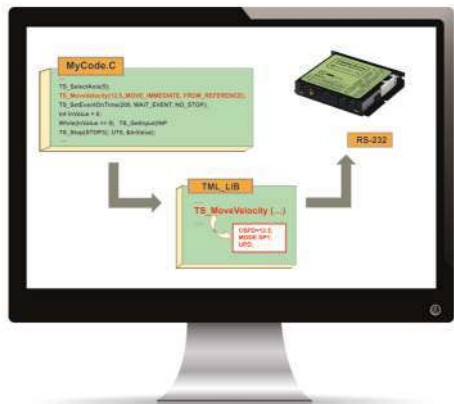 MyCode.C
...
TS_SelectAxis(5);
TS_MoveVelocity(12.5,MOVE_IMMEDIATE, FROM_REFERENCE);
TS_SetEventOnTime(200, WAIT_EVENT, NO_STOP);
Int InValue = 0;
While(InValue == 0)
TS_Stop(STOP3);
...
RS-232
TML_LIB
...
TS_MoveVelocity (...)
...
CSPD=12.5;
MODE SP1;
UPD;